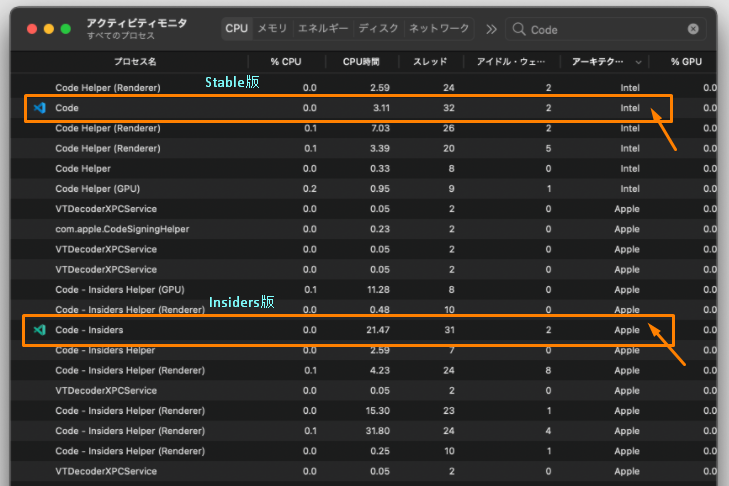 アクティビティモニタ
すべてのプロセス
CPU メモリ エネルギー ディスク ネットワーク Code
プロセス名 % CPU CPU時間 スレッド アイドル・ウェ… アーキテク… % GPU
Stable版
Code Helper (Renderer) 0.0 2.59 24 2 Intel 0.0
Code 0.0 3.11 32 2 Intel 0.0
Code Helper (Renderer) 0.1 7.03 26 2 Intel 0.0
Code Helper (Renderer) 0.1 3.39 20 5 Intel 0.0
Code Helper 0.0 0.33 8 0 Intel 0.0
Code Helper (GPU) 0.2 0.95 9 1 Intel 0.0
VTDecoderXPCService 0.0 0.05 2 0 Apple 0.0
com.apple.CodeSigningHelper 0.0 0.23 2 0 Apple 0.0
VTDecoderXPCService 0.0 0.05 2 0 Apple 0.0
VTDecoderXPCService 0.0 0.05 2 0 Apple 0.0
Code - Insiders Helper (GPU) 0.1 11.28 8 0 Apple 0.0
Insiders版
Code - Insiders Helper (Renderer) 0.0 0.48 10 0 Apple 0.0
Code - Insiders 0.0 21.47 31 2 Apple 0.0
Code - Insiders Helper 0.0 2.59 7 0 Apple 0.0
Code - Insiders Helper (Renderer) 0.1 4.23 24 8 Apple 0.0
VTDecoderXPCService 0.0 0.05 2 0 Apple 0.0
Code - Insiders Helper (Renderer) 0.0 15.30 23 1 Apple 0.0
Code - Insiders Helper (Renderer) 0.1 31.80 24 4 Apple 0.0
Code - Insiders Helper (Renderer) 0.0 0.25 10 1 Apple 0.0
VTDecoderXPCService 0.0 0.05 2 0 Apple 0.0